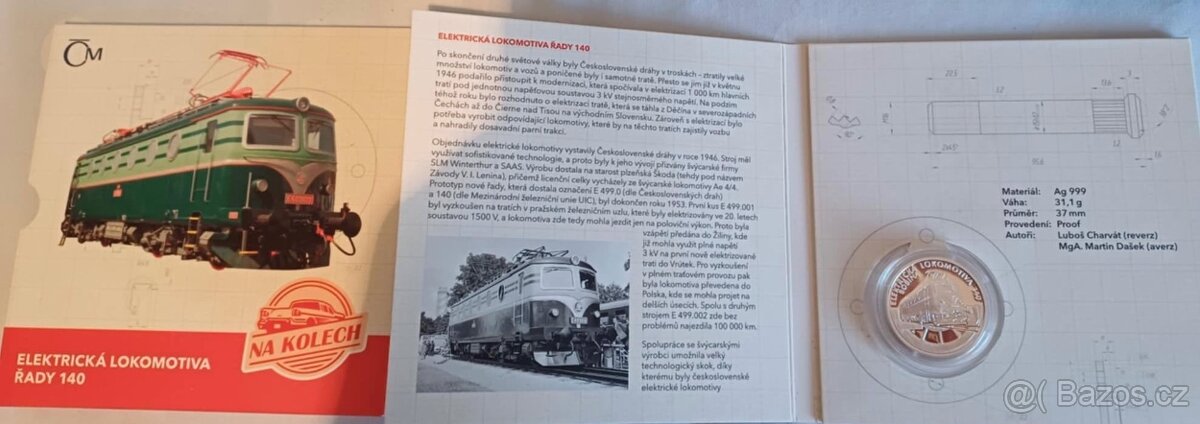 ČM
NA KOLECH
ELEKTRICKÁ LOKOMOTIVA
ŘADY 140
ELEKTRICKÁ LOKOMOTIVA ŘADY 140
Po skončení druhé světové války byly Československé dráhy v troskách – ztratily velké
množství lokomotiv a vozů a poničené byly i samotné tratě. Přesto se jim již v květnu
1946 podařilo přistoupit k modernizaci, která spočívala v elektrizaci 1 000 km hlavních
tratí pod jednotnou napěťovou soustavou 3 kV stejnosměrného napětí. Na podzim
téhož roku bylo rozhodnuto o elektrizaci tratě, která se táhla z Děčína v severozápadních
Čechách až do Čierne nad Tisou na východním Slovensku. Zároveň s elektrizací bylo
potřeba vyrobit odpovídající lokomotivy, které by na těchto tratích zajistily vozbu
a nahradily dosavadní parní trakci.
Objednávku elektrické lokomotivy vystavily Československé dráhy v roce 1946. Stroj měl
využívat sofistikované technologie, a proto byly k jeho vývoji přizvány švýcarské firmy
SLM Winterthur a SAAS. Výrobu dostala na starost plzeňská Škoda (tehdy pod názvem
Závody V. I. Lenina), přičemž licenční celky vycházely ze švýcarské lokomotivy Ae 4/4.
Prototyp nové řady, která dostala označení E 499.0 (dle Československých drah)
a 140 (dle Mezinárodní železniční unie UIC), byl dokončen roku 1953. První kus E 499.001
byl vyzkoušen na tratích v pražském železničním uzlu, které byly elektrizovány ve 20. letech
soustavou 1500 V, a lokomotiva zde tedy mohla jezdit jen na poloviční výkon. Proto byla
vzápětí předána do Žiliny, kde
již mohla využít plné napětí
3 kV na první nově elektrizované
trati do Vrútek. Pro vyzkoušení
v plném traťovém provozu pak
byla lokomotiva převedena do
Polska, kde se mohla projet na
delších úsecích. Spolu s druhým
strojem E 499.002 zde bez
problémů najezdila 100 000 km.
Spolupráce se švýcarskými
výrobci umožnila velký
technologický skok, díky
kterému byly československé
elektrické lokomotivy
Materiál: Ag 999
Váha: 31,1 g
Průměr: 37 mm
Provedení: Proof
Autoři: Luboš Charvát (reverz)
MgA. Martin Dašek (averz)
ELEKTRICKÁ LOKOMOTIVA 140
© Bazos.cz